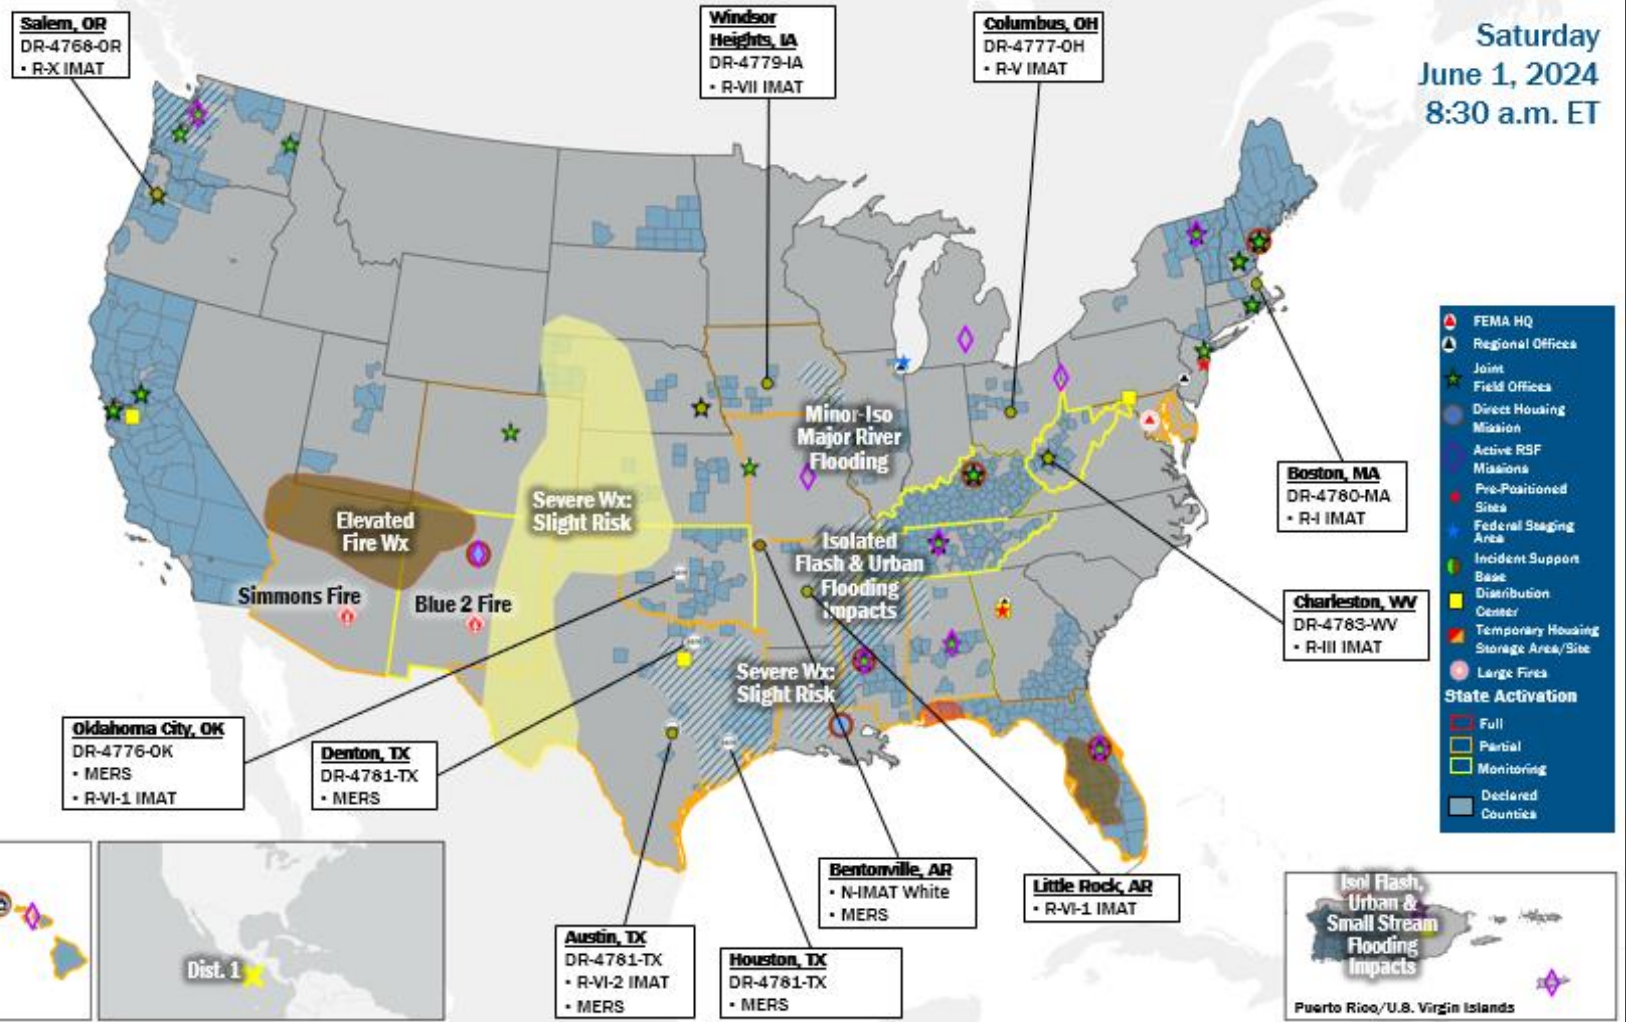 Salem, OR
DR-4768-OR
• R-X IMAT
Windsor
Heights, IA
DR-4779-IA
• R-VII IMAT
Columbus, OH
DR-4777-OH
• R-V IMAT
Saturday
June 1, 2024
8:30 a.m. ET
Minor-Iso
Major River
Flooding
Severe Wx:
Slight Risk
Elevated
Fire Wx
Isolated
Flash & Urban
Flooding
Impacts
Simmons Fire
Blue 2 Fire
Severe Wx:
Slight Risk
Boston, MA
DR-4780-MA
• R-I IMAT
Charleston, WV
DR-4783-WV
• R-III IMAT
FEMA HQ
Regional Offices
Joint
Field Offices
Direct Housing
Mission
Active RSF
Missions
Pre-Positioned
Sites
Federal Staging
Area
Incident Support
Base
Distribution
Center
Temporary Housing
Storage Area/Site
Large Fires
State Activation
Full
Partial
Monitoring
Declared
Counties
Oklahoma City, OK
DR-4776-OK
• MERS
• R-VI-1 IMAT
Denton, TX
DR-4781-TX
• MERS
Bentonville, AR
• N-IMAT White
• MERS
Little Rock, AR
• R-VI-1 IMAT
Austin, TX
DR-4781-TX
• R-VI-2 IMAT
• MERS
Houston, TX
DR-4781-TX
• MERS
Dist. 1
Isol Flash,
Urban &
Small Stream
Flooding
Impacts
Puerto Rico/U.S. Virgin Islands